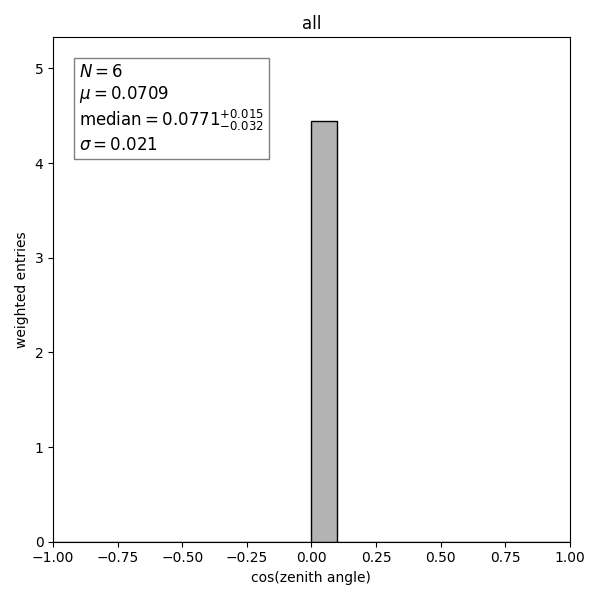 all
N = 6
μ = 0.0709
median = 0.0771 +0.015 −0.032
σ = 0.021
5
4
3
2
1
0
weighted entries
−1.00 −0.75 −0.50 −0.25 0.00 0.25 0.50 0.75 1.00
cos(zenith angle)